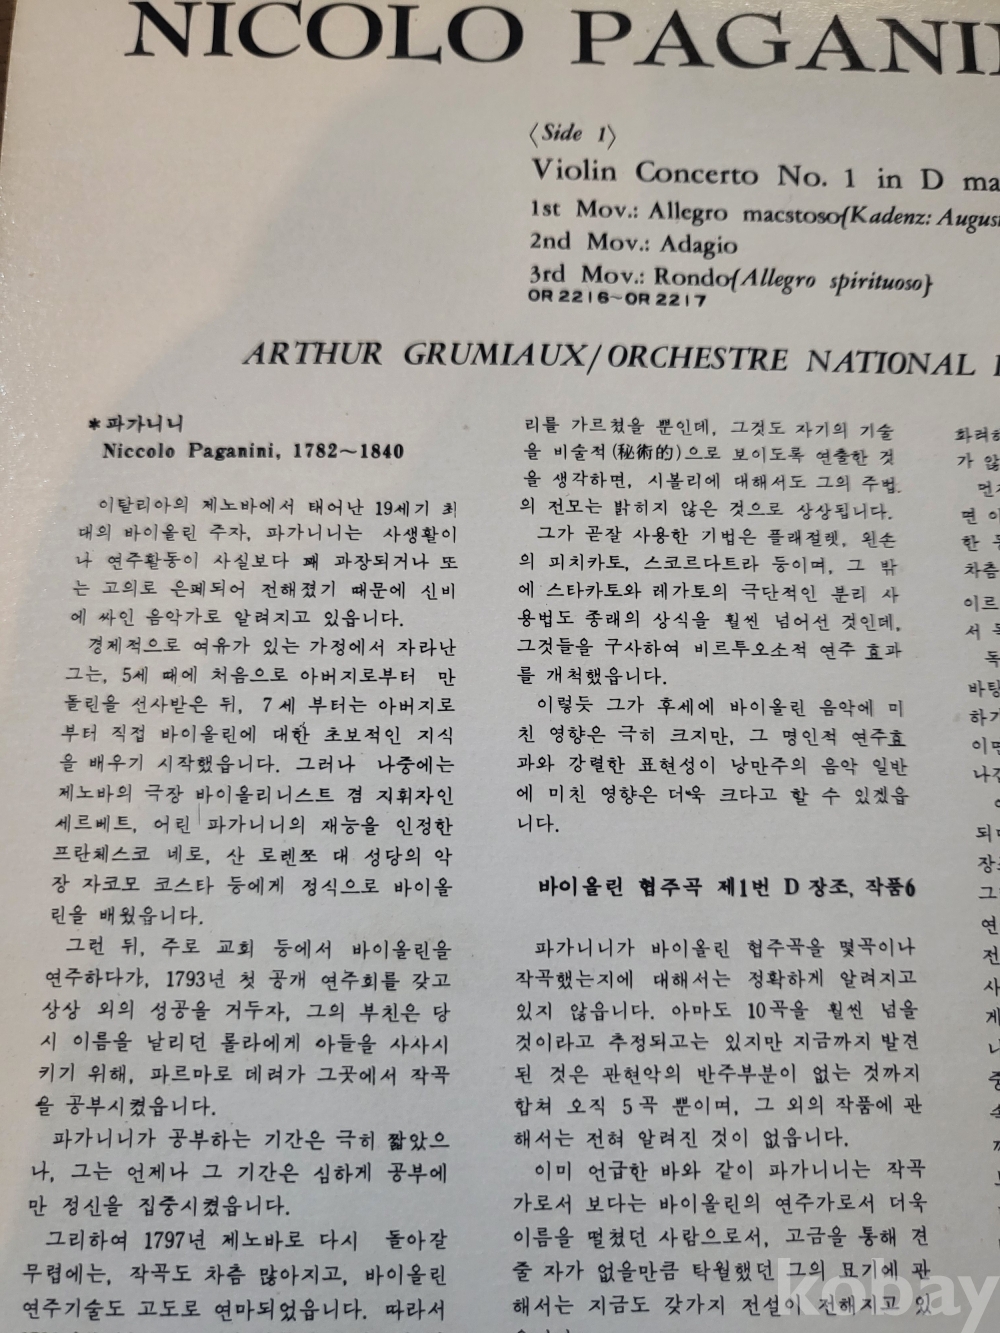 NICOLO PAGANI
〈Side 1〉
Violin Concerto No. 1 in D ma
1st Mov.: Allegro macstoso(Kadenz: August
2nd Mov.: Adagio
3rd Mov.: Rondo(Allegro spirituoso)
OR 2216~OR 2217
ARTHUR GRUMIAUX/ORCHESTRE NATIONAL
*파가니니
Niccolo Paganini, 1782~1840
이탈리아의 제노바에서 태어난 19세기 최
대의 바이올린 주자, 파가니니는 사생활이
나 연주활동이 사실보다 꽤 과장되거나 또
는 고의로 은폐되어 전해졌기 때문에 신비
에 싸인 음악가로 알려지고 있읍니다.
경제적으로 여유가 있는 가정에서 자라난
그는, 5세 때에 처음으로 아버지로부터 만
돌린을 선사받은 뒤, 7세 부터는 아버지로
부터 직접 바이올린에 대한 초보적인 지식
을 배우기 시작했읍니다. 그러나 나중에는
제노바의 극장 바이올리니스트 겸 지휘자인
세르베트, 어린 파가니니의 재능을 인정한
프란체스코 네로, 산 로렌쪼 대 성당의 악
장 자코모 코스타 등에게 정식으로 바이올
린을 배웠읍니다.
그런 뒤, 주로 교회 등에서 바이올린을
연주하다가, 1793년 첫 공개 연주회를 갖고
상상 외의 성공을 거두자, 그의 부친은 당
시 이름을 날리던 롤라에게 아들을 사사시
키기 위해, 파르마로 데려가 그곳에서 작곡
을 공부시켰읍니다.
파가니니가 공부하는 기간은 극히 짧았으
나, 그는 언제나 그 기간은 심하게 공부에
만 정신을 집중시켰읍니다.
그리하여 1797년 제노바로 다시 돌아갈
무렵에는, 작곡도 차츰 많아지고, 바이올린
연주기술도 고도로 연마되었읍니다. 따라서
리를 가르쳤을 뿐인데, 그것도 자기의 기술
을 비술적(秘術的)으로 보이도록 연출한 것
을 생각하면, 시볼리에 대해서도 그의 주법
의 전모는 밝히지 않은 것으로 상상됩니다.
그가 곧잘 사용한 기법은 플래절렛, 왼손
의 피치카토, 스코르다트라 등이며, 그 밖
에 스타카토와 레가토의 극단적인 분리 사
용법도 종래의 상식을 훨씬 넘어선 것인데,
그것들을 구사하여 비르투오소적 연주 효과
를 개척했읍니다.
이렇듯 그가 후세에 바이올린 음악에 미
친 영향은 극히 크지만, 그 명인적 연주효
과와 강렬한 표현성이 낭만주의 음악 일반
에 미친 영향은 더욱 크다고 할 수 있겠읍
니다.
바이올린 협주곡 제1번 D장조, 작품6
파가니니가 바이올린 협주곡을 몇곡이나
작곡했는지에 대해서는 정확하게 알려지고
있지 않읍니다. 아마도 10곡을 훨씬 넘을
것이라고 추정되고는 있지만 지금까지 발견
된 것은 관현악의 반주부분이 없는 것까지
합쳐 오직 5곡 뿐이며, 그 외의 작품에 관
해서는 전혀 알려진 것이 없읍니다.
이미 언급한 바와 같이 파가니니는 작곡
가로서 보다는 바이올린의 연주가로서 더욱
이름을 떨쳤던 사람으로서, 고금을 통해 견
줄 자가 없을만큼 탁월했던 그의 묘기에 관
해서는 지금도 갖가지 전설이 전해지고 있
화려하
가 않
먼저
면 이
한 두
차츰
이르
서 독
독
바탕
하기
이면
나간
되며
장조
그
연
전
사
게
kobay